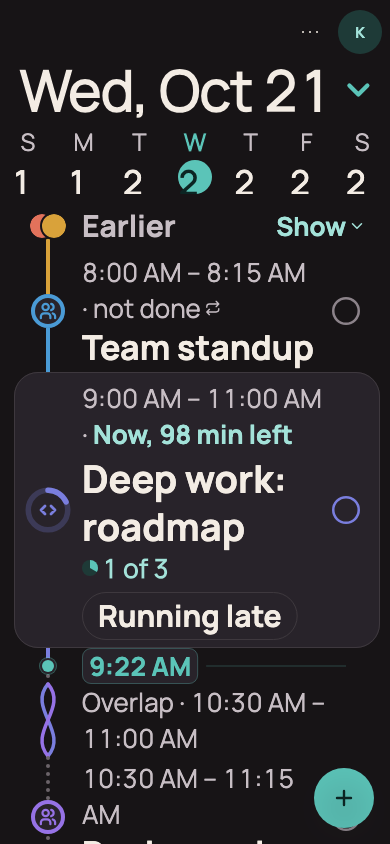 ... K
Wed, Oct 21
S M T W T F S
1 1 2 2 2 2 2
Earlier Show
8:00 AM – 8:15 AM
· not done
Team standup
9:00 AM – 11:00 AM
· Now, 98 min left
Deep work:
roadmap
1 of 3
Running late
9:22 AM
Overlap · 10:30 AM –
11:00 AM
10:30 AM – 11:15
AM
+